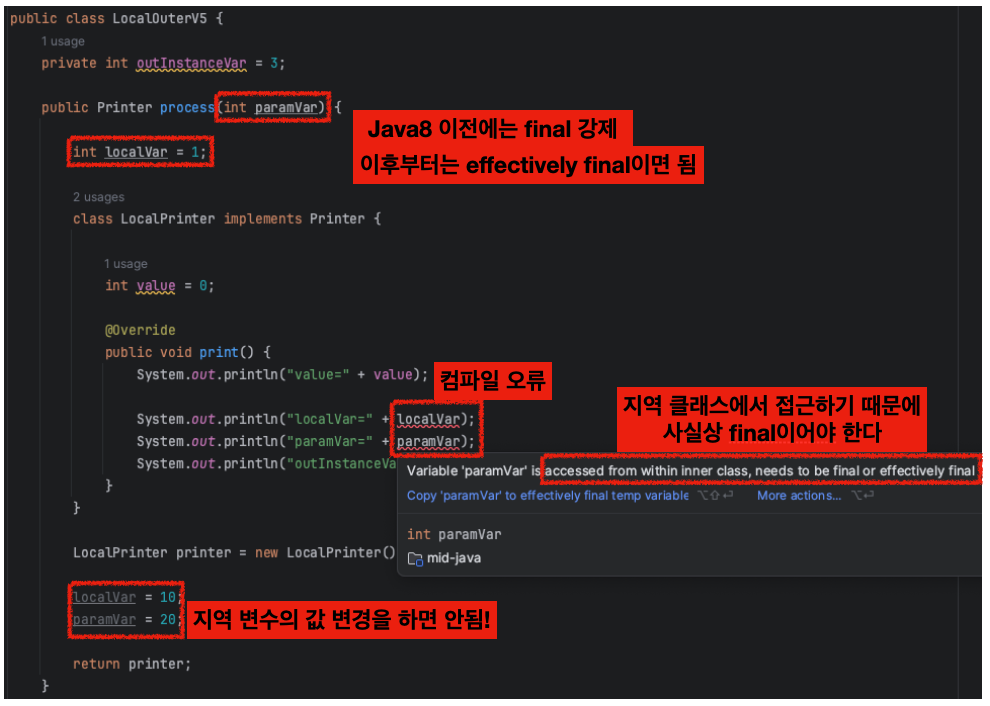 public class LocalOuterV5 {
1 usage
private int outInstanceVar = 3;
public Printer process(int paramVar) {
Java8 이전에는 final 강제
int localVar = 1;
이후부터는 effectively final이면 됨
2 usages
class LocalPrinter implements Printer {
1 usage
int value = 0;
@Override
public void print() {
System.out.println("value=" + value);
컴파일 오류
지역 클래스에서 접근하기 때문에
System.out.println("localVar=" + localVar);
사실상 final이어야 한다
System.out.println("paramVar=" + paramVar);
System.out.println("outInstanceVa
Variable 'paramVar' is accessed from within inner class, needs to be final or effectively final
}
Copy 'paramVar' to effectively final temp variable ⌥⇧⏎ More actions... ⌥⏎
}
int paramVar
LocalPrinter printer = new LocalPrinter()
mid-java
localVar = 10;
paramVar = 20;
지역 변수의 값 변경을 하면 안됨!
return printer;
}